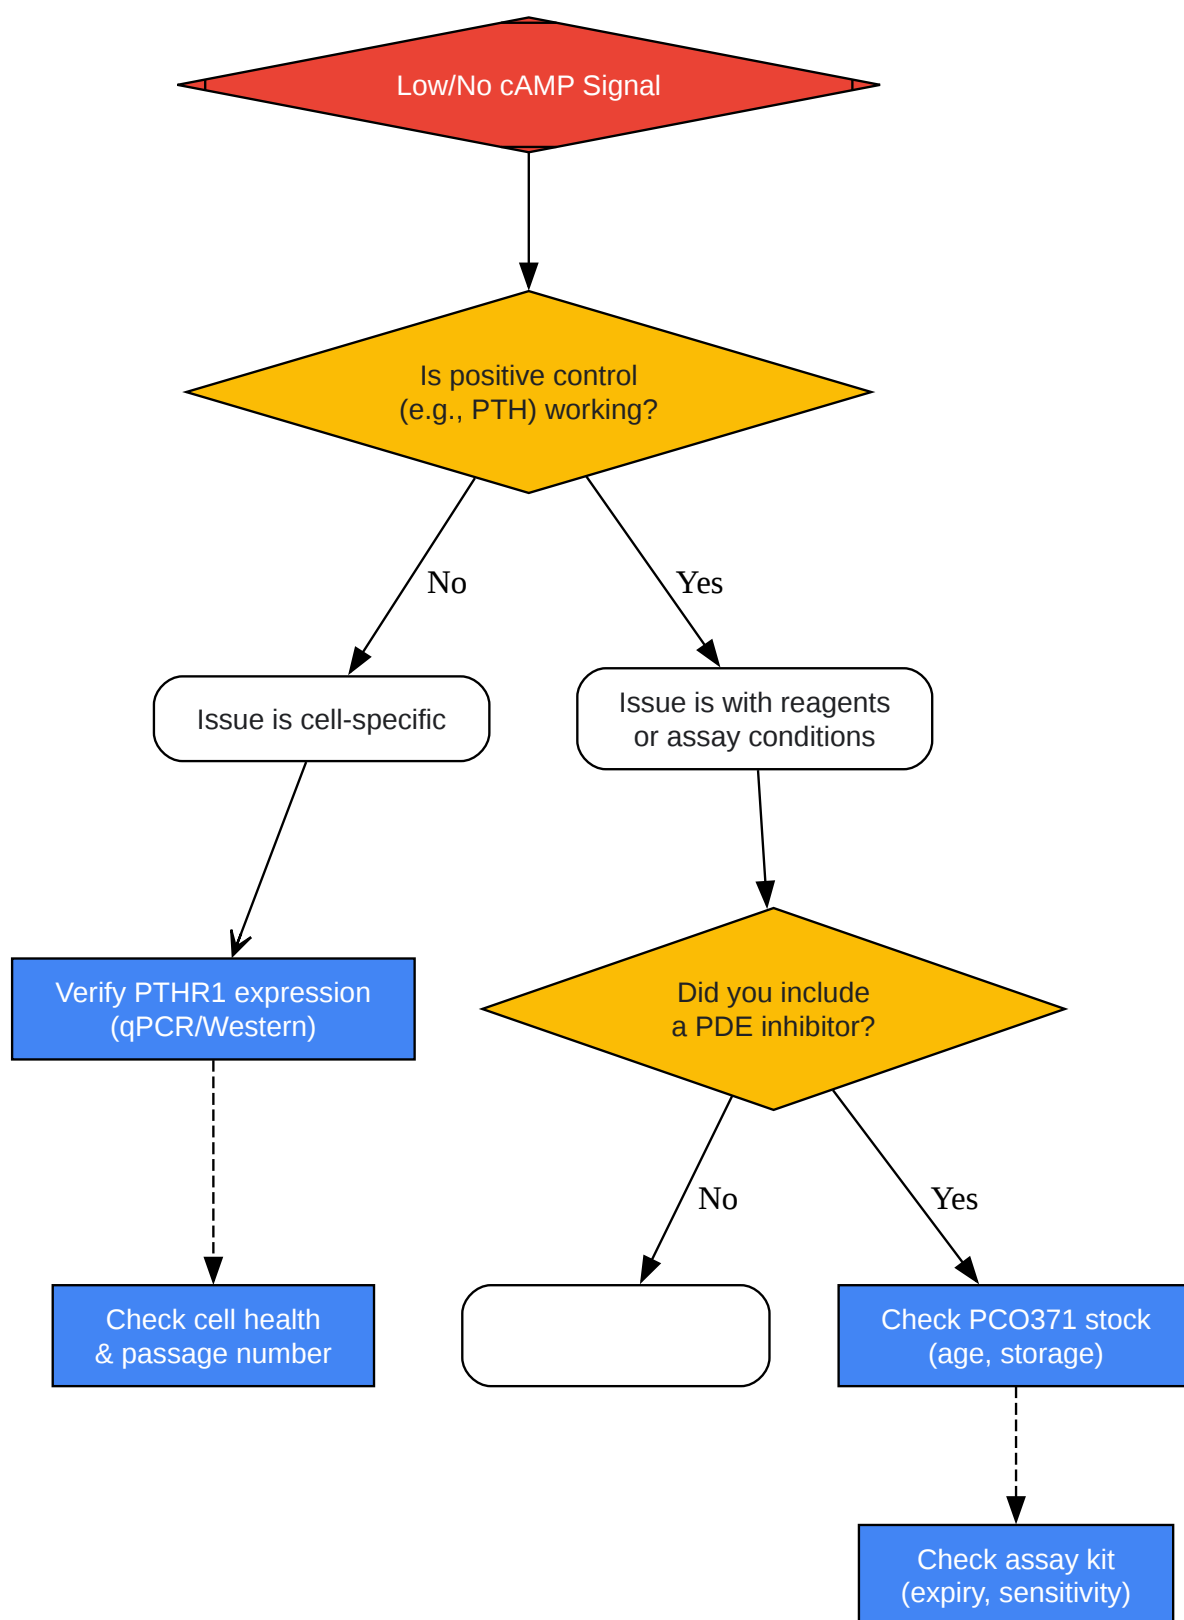 Low/No cAMP Signal
Is positive control
(e.g., PTH) working?
No
Yes
Issue is cell-specific
Issue is with reagents
or assay conditions
Verify PTHR1 expression
(qPCR/Western)
Did you include
a PDE inhibitor?
No
Yes
Check cell health
& passage number
Check PCO371 stock
(age, storage)
Check assay kit
(expiry, sensitivity)